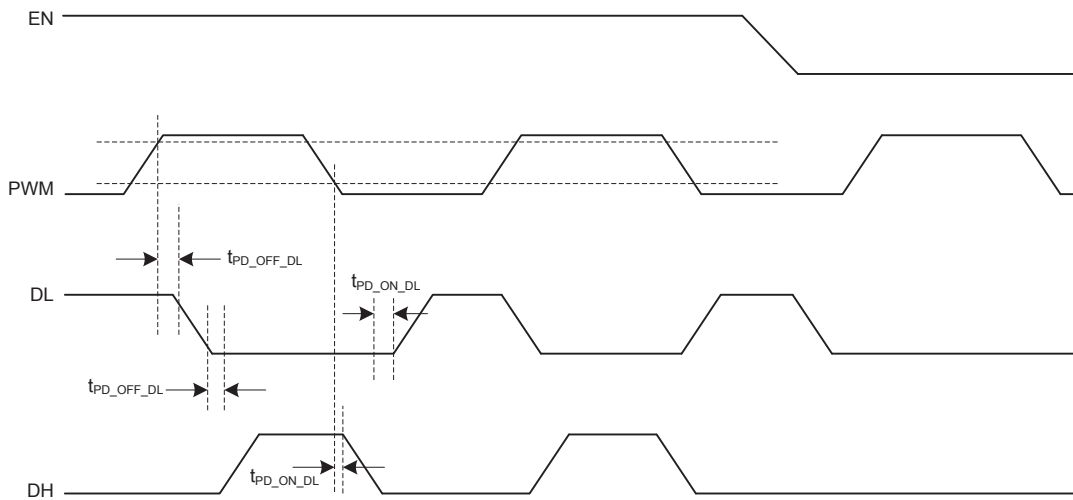 EN
PWM
tPD_OFF_DL
tPD_ON_DL
DL
tPD_OFF_DL
tPD_ON_DL
DH